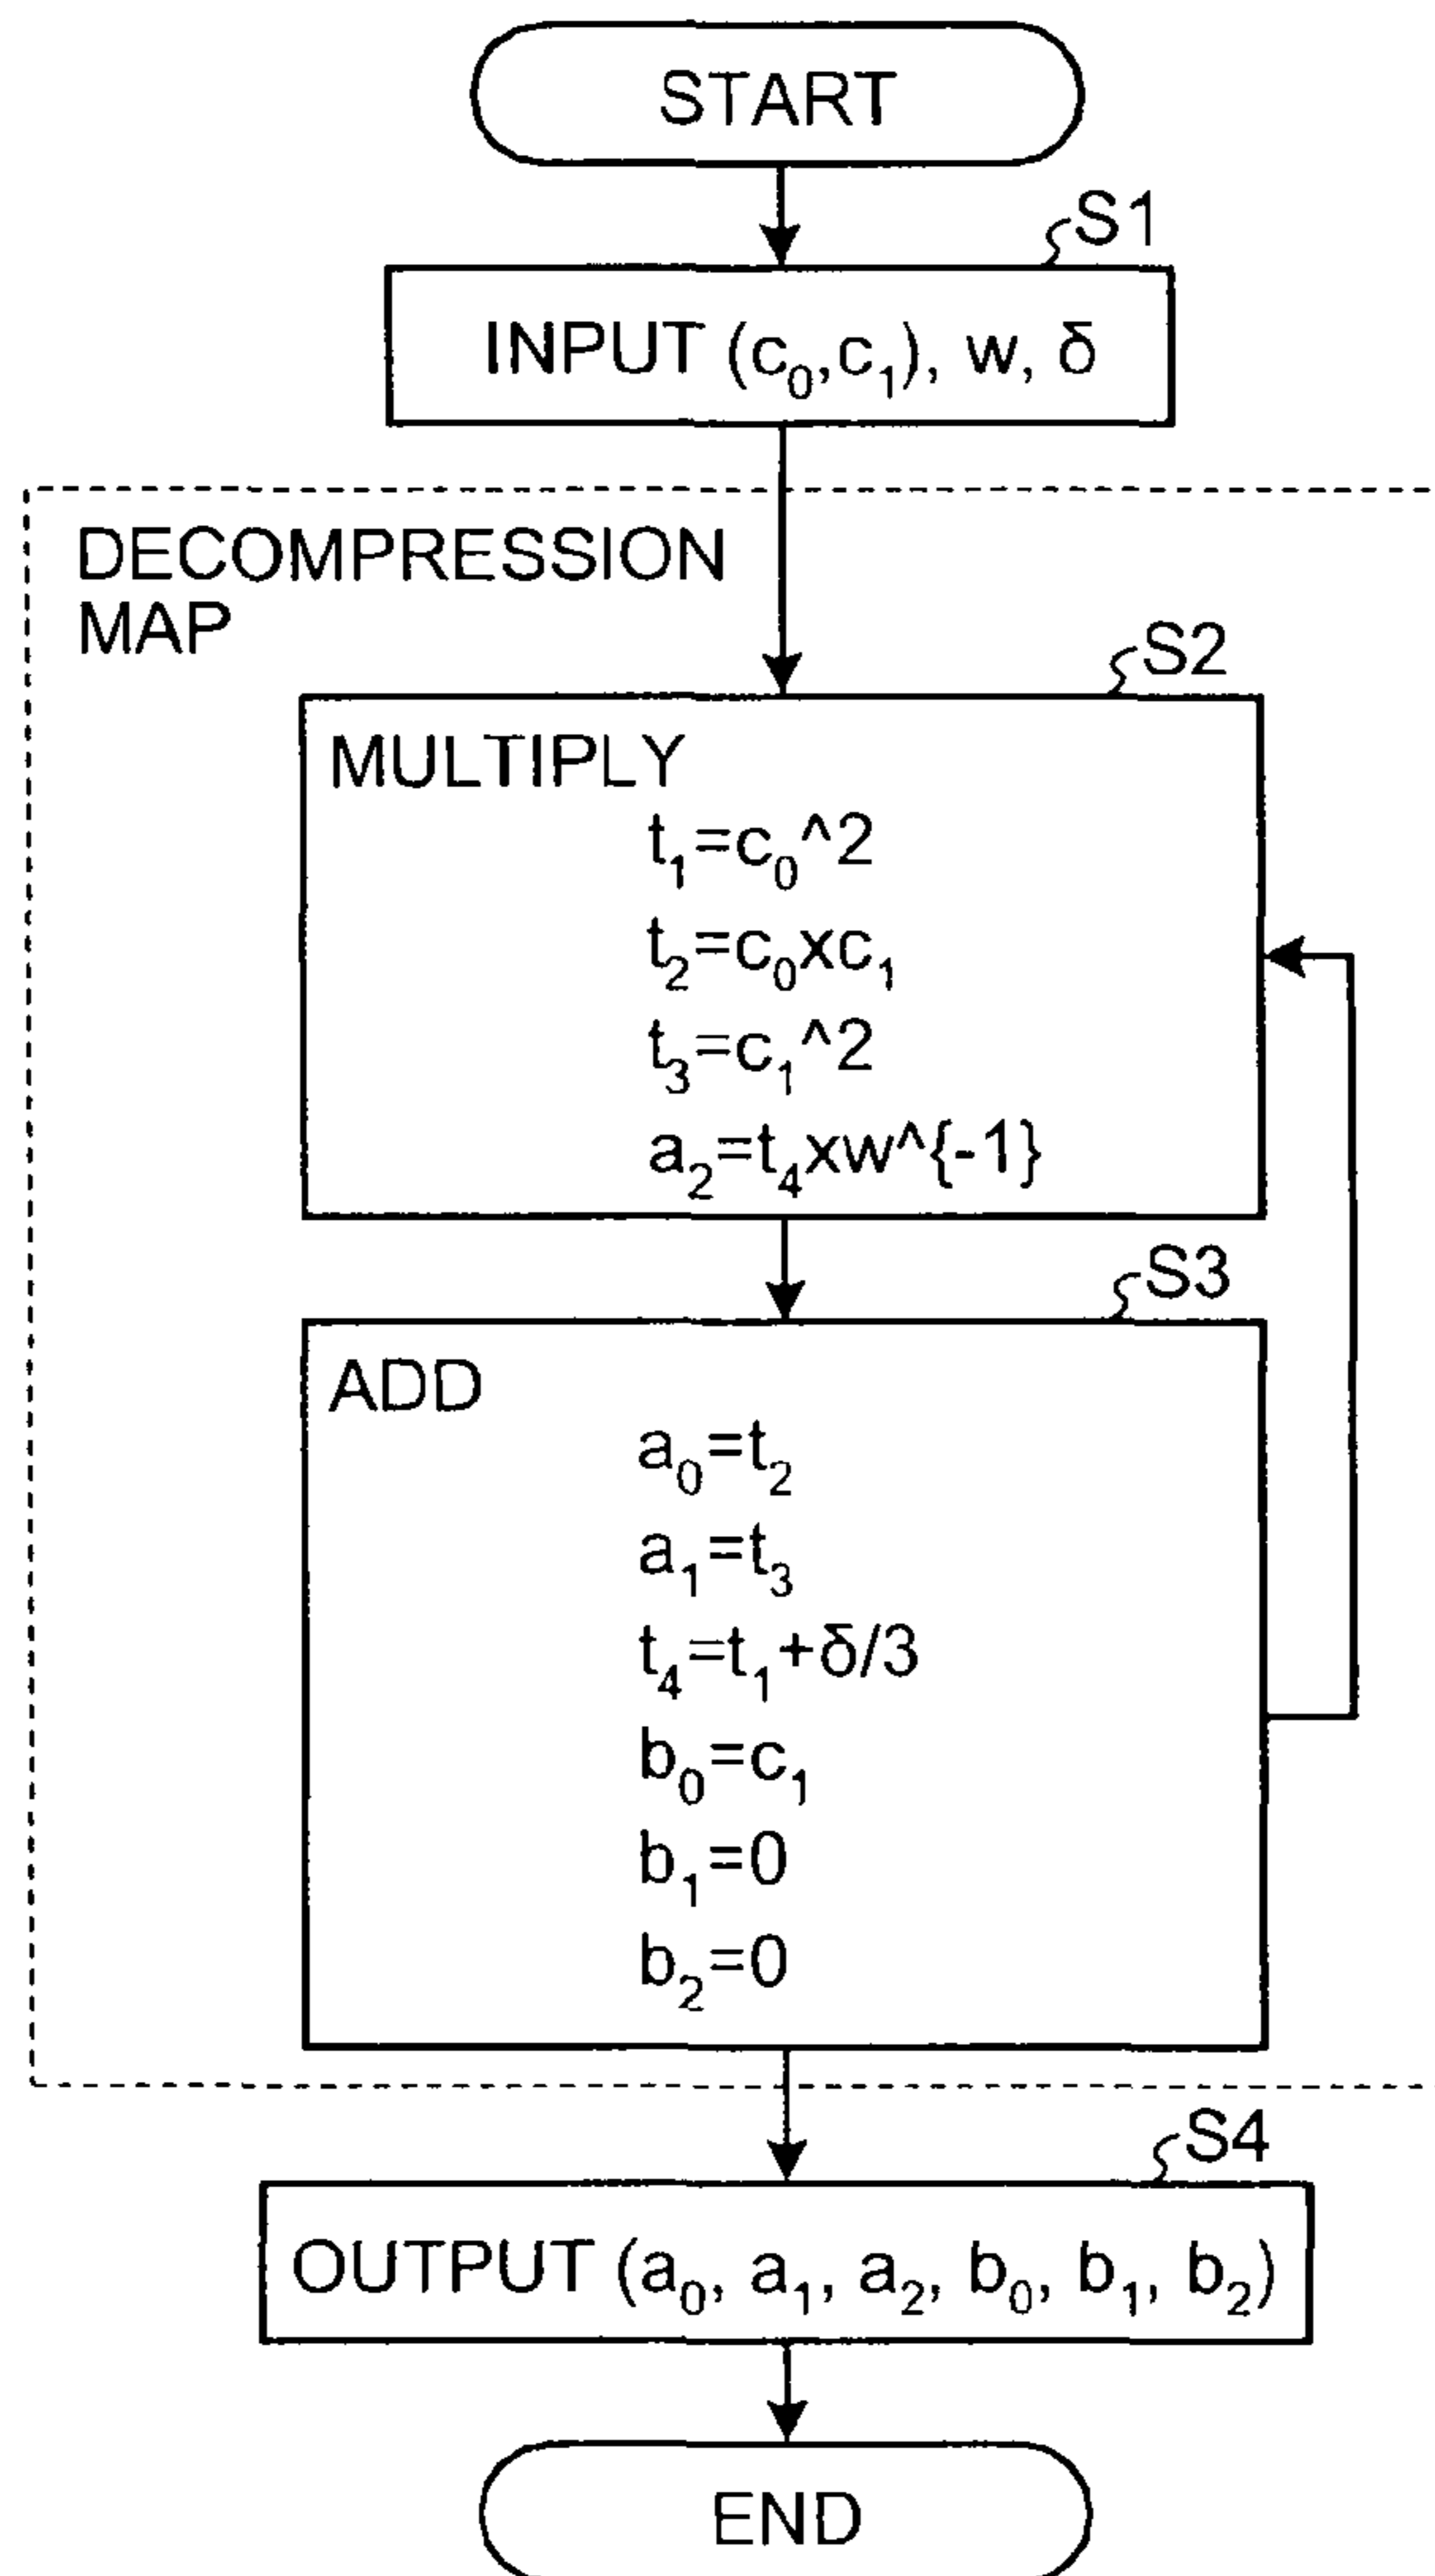 START
S1
INPUT (c₀,c₁), w, δ
DECOMPRESSION
MAP
S2
MULTIPLY
t₁=c₀^2
t₂=c₀xc₁
t₃=c₁^2
a₂=t₄xw^{-1}
S3
ADD
a₀=t₂
a₁=t₃
t₄=t₁+δ/3
b₀=c₁
b₁=0
b₂=0
S4
OUTPUT (a₀, a₁, a₂, b₀, b₁, b₂)
END